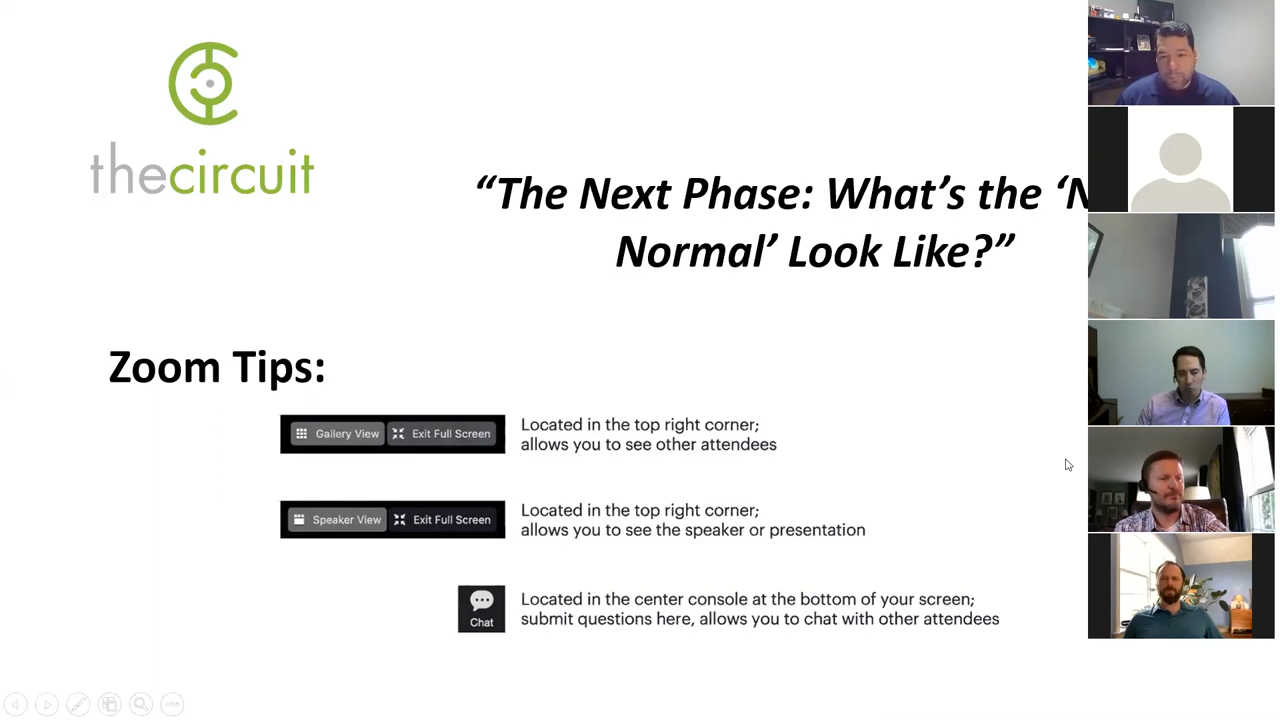 thecircuit
“The Next Phase: What’s the ‘N
Normal’ Look Like?”
Zoom Tips:
Gallery View Exit Full Screen
Located in the top right corner;
allows you to see other attendees
Speaker View Exit Full Screen
Located in the top right corner;
allows you to see the speaker or presentation
Chat
Located in the center console at the bottom of your screen;
submit questions here, allows you to chat with other attendees